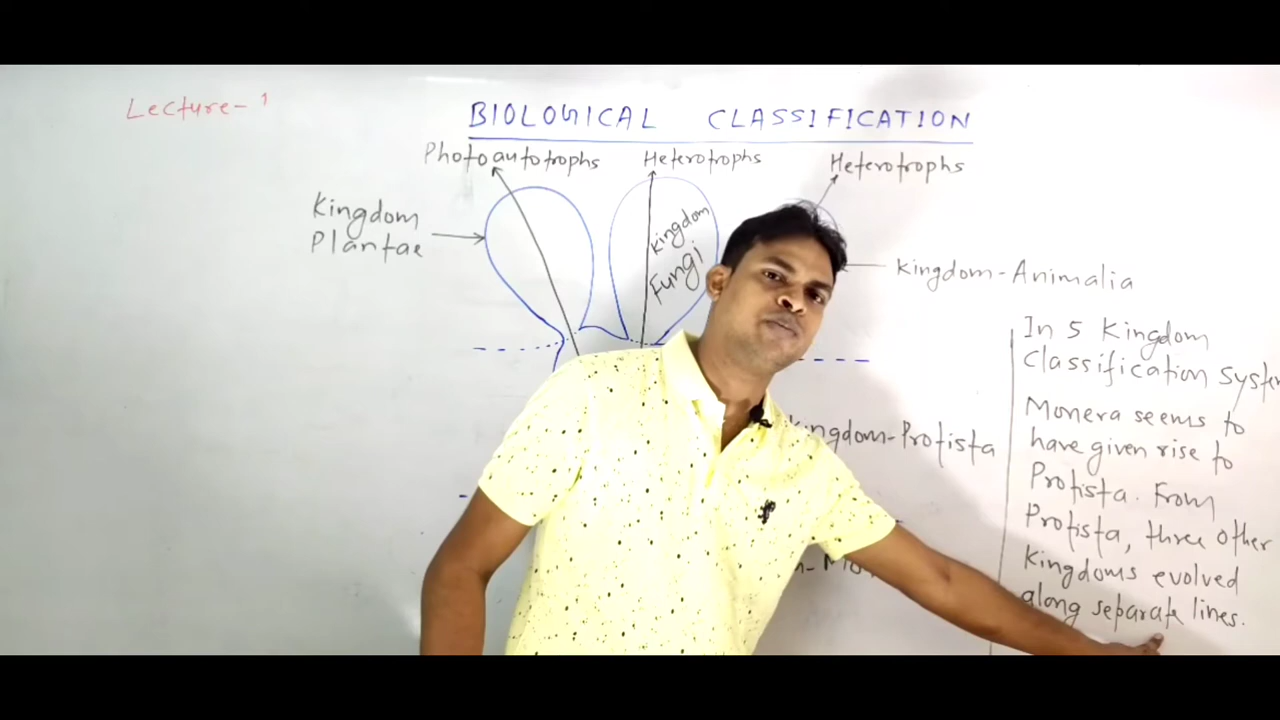 Lecture- 1
BIOLOGICAL CLASSIFICATION
Photoautotrophs
Heterotrophs
Heterotrophs
Kingdom
Plantae
Kingdom
Fungi
Kingdom-Animalia
Kingdom-Protista
In 5 Kingdom
Classification System
Monera seems to
have given rise to
Protista. From
Protista, three other
Kingdoms evolved
along separate lines.